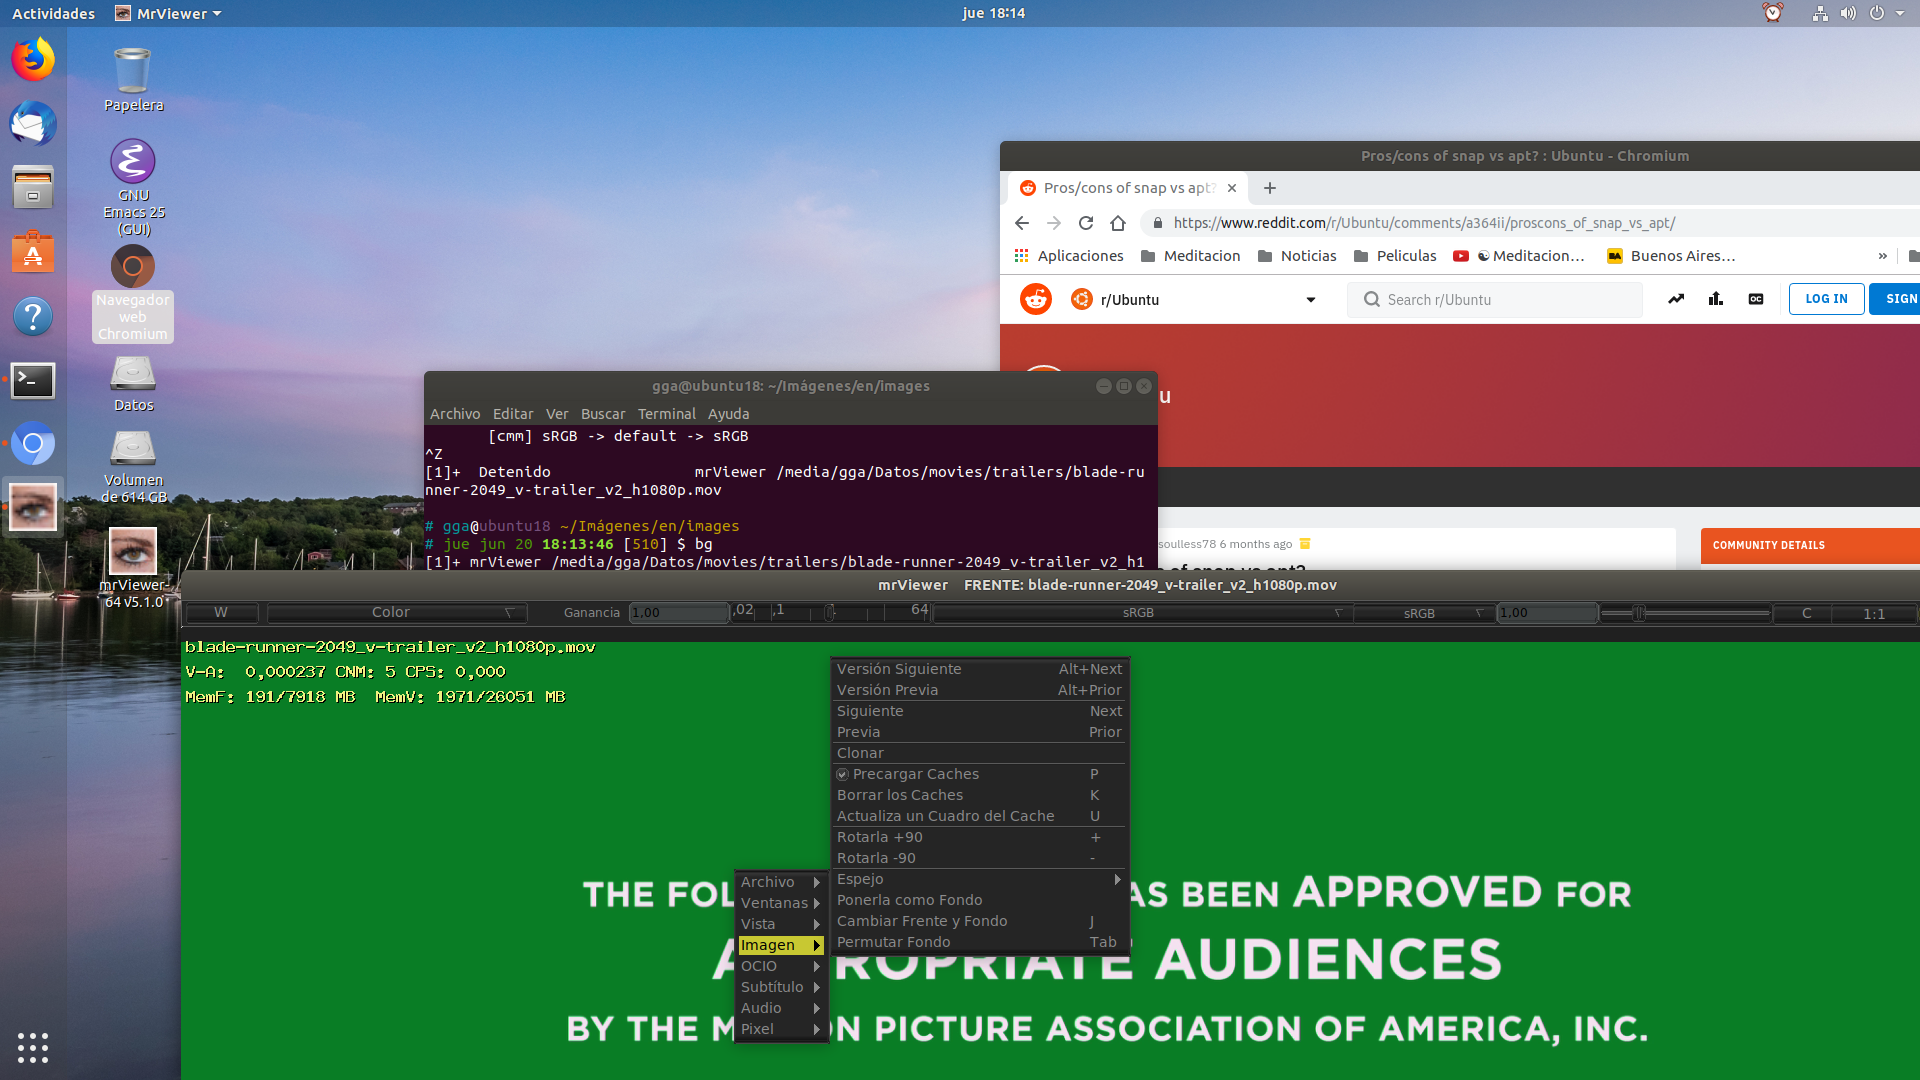 Actividades
MrViewer
jue 18:14
Papelera
GNU
Emacs 25
(GUI)
Navegador
web
Chromium
Datos
Volumen
de 614 GB
mrViewer-
64 v5.1.0
Pros/cons of snap vs apt? : Ubuntu - Chromium
Pros/cons of snap vs apt?
https://www.reddit.com/r/Ubuntu/comments/a364ii/proscons_of_snap_vs_apt/
Aplicaciones Meditacion Noticias Peliculas Meditacion... Buenos Aires... »
r/Ubuntu Search r/Ubuntu LOG IN SIGN
u
soulless78 6 months ago
COMMUNITY DETAILS
gga@ubuntu18: ~/Imágenes/en/images
Archivo Editar Ver Buscar Terminal Ayuda
[cmm] sRGB -> default -> sRGB
^Z
[1]+ Detenido mrViewer /media/gga/Datos/movies/trailers/blade-ru
nner-2049_v-trailer_v2_h1080p.mov
# gga@ubuntu18 ~/Imágenes/en/images
# jue jun 20 18:13:46 [510] $ bg
[1]+ mrViewer /media/gga/Datos/movies/trailers/blade-runner-2049_v-trailer_v2_h1
mrViewer FRENTE: blade-runner-2049_v-trailer_v2_h1080p.mov
W Color Ganancia 1,00 ,02 ,1 1 64 sRGB sRGB 1,00 C 1:1
blade-runner-2049_v-trailer_v2_h1080p.mov
V-A: 0,000237 CNM: 5 CPS: 0,000
MemF: 191/7918 MB MemV: 1971/26051 MB
Versión Siguiente Alt+Next
Versión Previa Alt+Prior
Siguiente Next
Previa Prior
Clonar
Precargar Caches P
Borrar los Caches K
Actualiza un Cuadro del Cache U
Rotarla +90 +
Rotarla -90 -
Espejo
Ponerla como Fondo
Cambiar Frente y Fondo J
Permutar Fondo Tab
Archivo
Ventanas
Vista
Imagen
OCIO
Subtítulo
Audio
Pixel
THE FOL AS BEEN APPROVED FOR
A ROPRIATE AUDIENCES
BY THE M ON PICTURE ASSOCIATION OF AMERICA, INC.